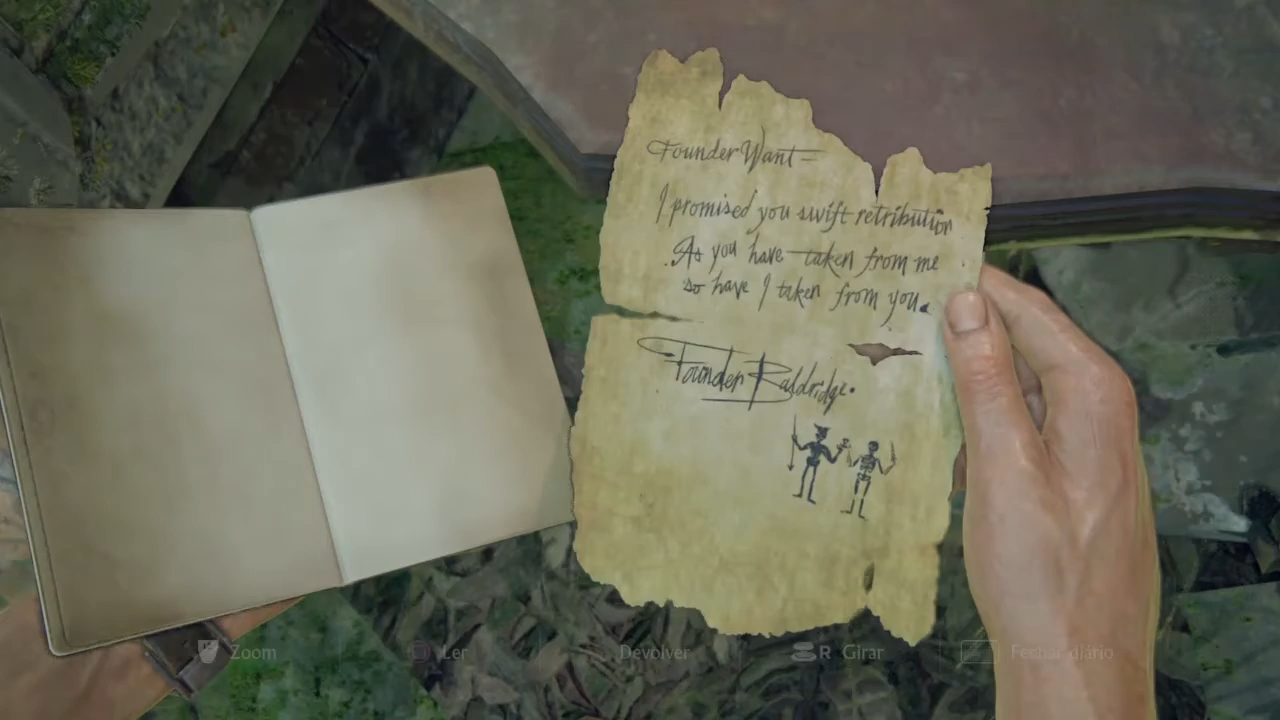 Founder Want—
I promised you swift retribution
As you have taken from me
so have I taken from you.
Founder Baldridge.
Zoom
Ler
Devolver
R Girar
Fechar diário